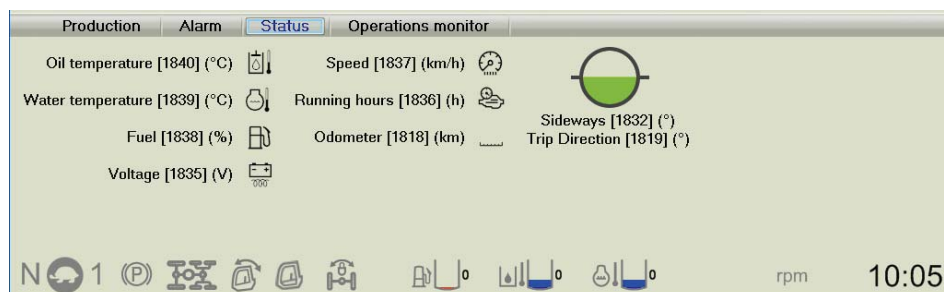 Production Alarm Status Operations monitor
Oil temperature [1840] (°C) Speed [1837] (km/h)
Water temperature [1839] (°C) Running hours [1836] (h)
Sideways [1832] (°)
Fuel [1838] (%) Odometer [1818] (km) Trip Direction [1819] (°)
Voltage [1835] (V)
N 1 (P) 0 0 0 rpm 10:05